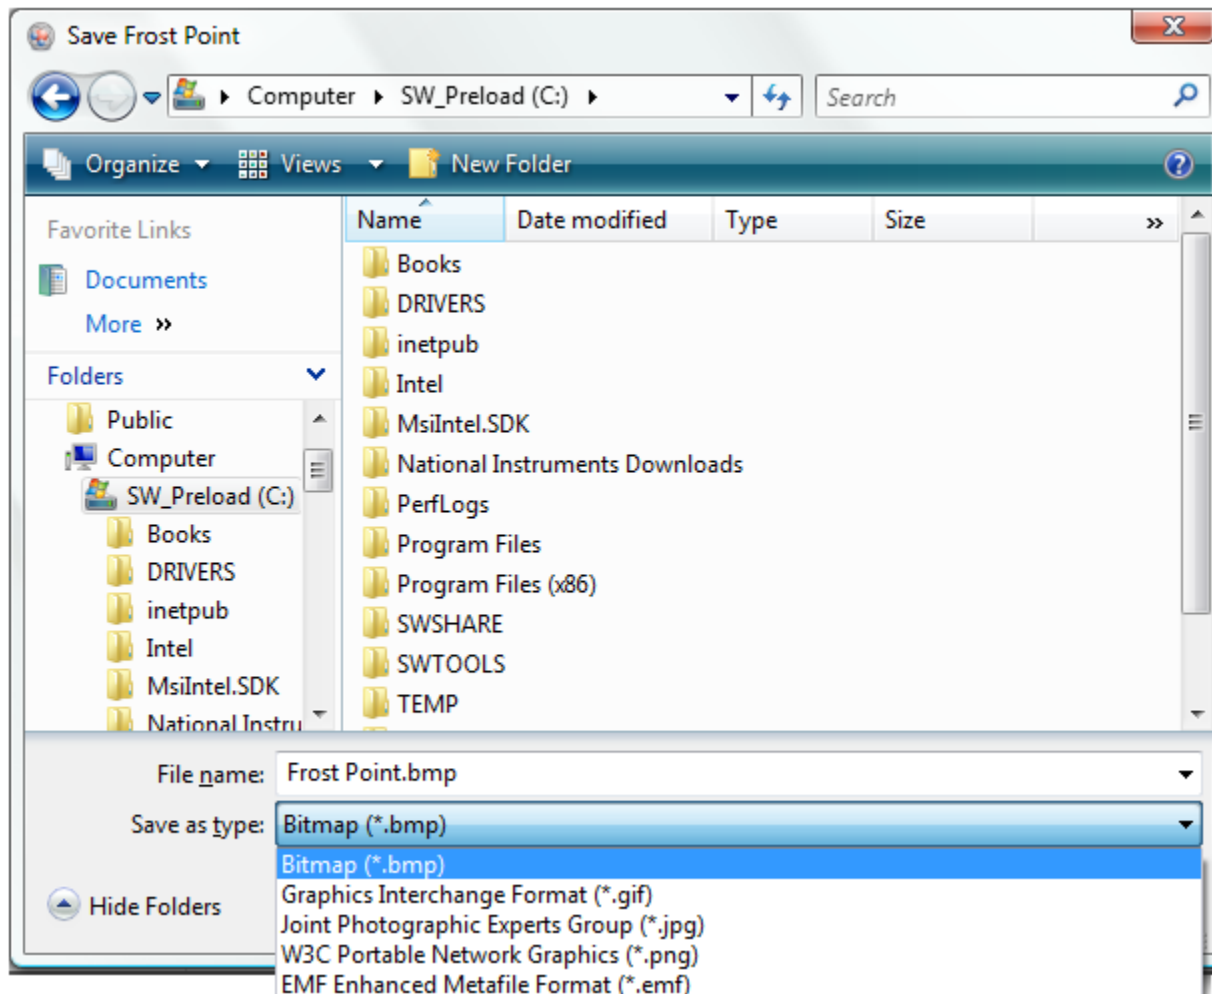 Save Frost Point
Computer SW_Preload (C:) Search
Organize Views New Folder
Favorite Links
Documents
More »
Folders
Public
Computer
SW_Preload (C:)
Books
DRIVERS
inetpub
Intel
MsiIntel.SDK
National Instru
Name Date modified Type Size »
Books
DRIVERS
inetpub
Intel
MsiIntel.SDK
National Instruments Downloads
PerfLogs
Program Files
Program Files (x86)
SWSHARE
SWTOOLS
TEMP
File name: Frost Point.bmp
Save as type: Bitmap (*.bmp)
Bitmap (*.bmp)
Graphics Interchange Format (*.gif)
Joint Photographic Experts Group (*.jpg)
W3C Portable Network Graphics (*.png)
EMF Enhanced Metafile Format (*.emf)
Hide Folders